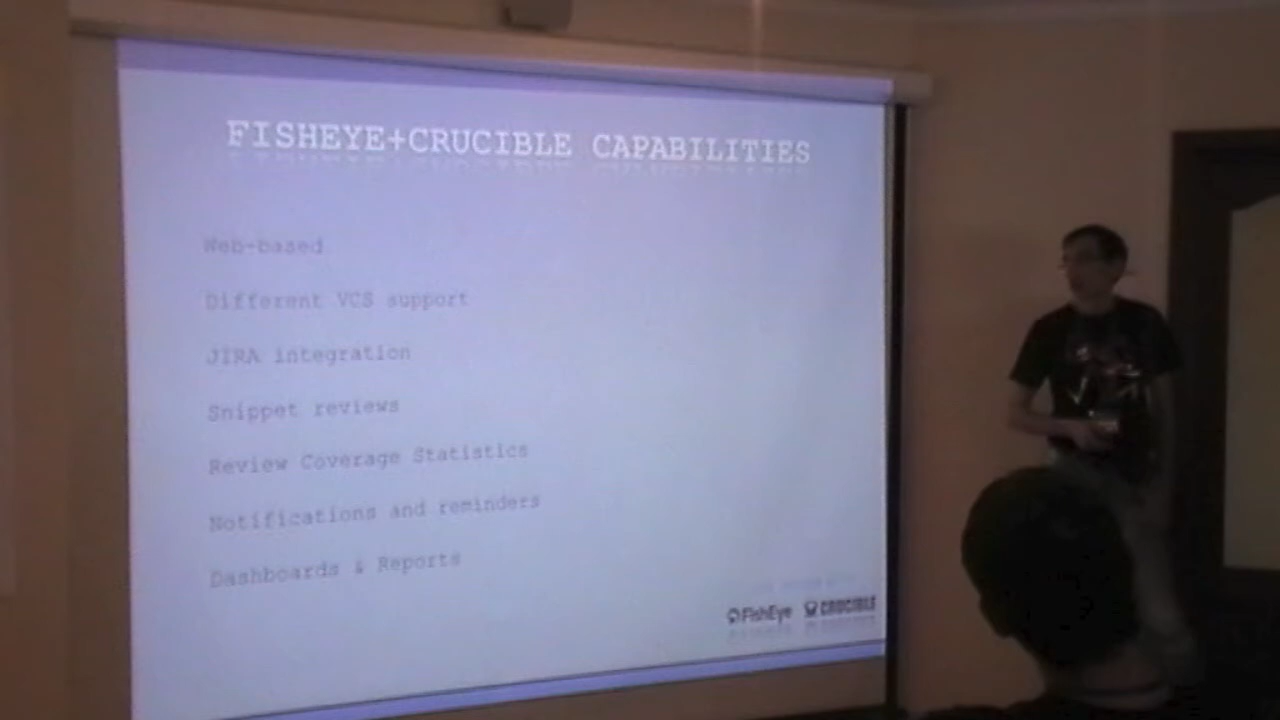 FISHEYE+CRUCIBLE CAPABILITIES
Web-based
Different VCS support
JIRA integration
Snippet reviews
Review Coverage Statistics
Notifications and reminders
Dashboards & Reports
FishEye CRUCIBLE